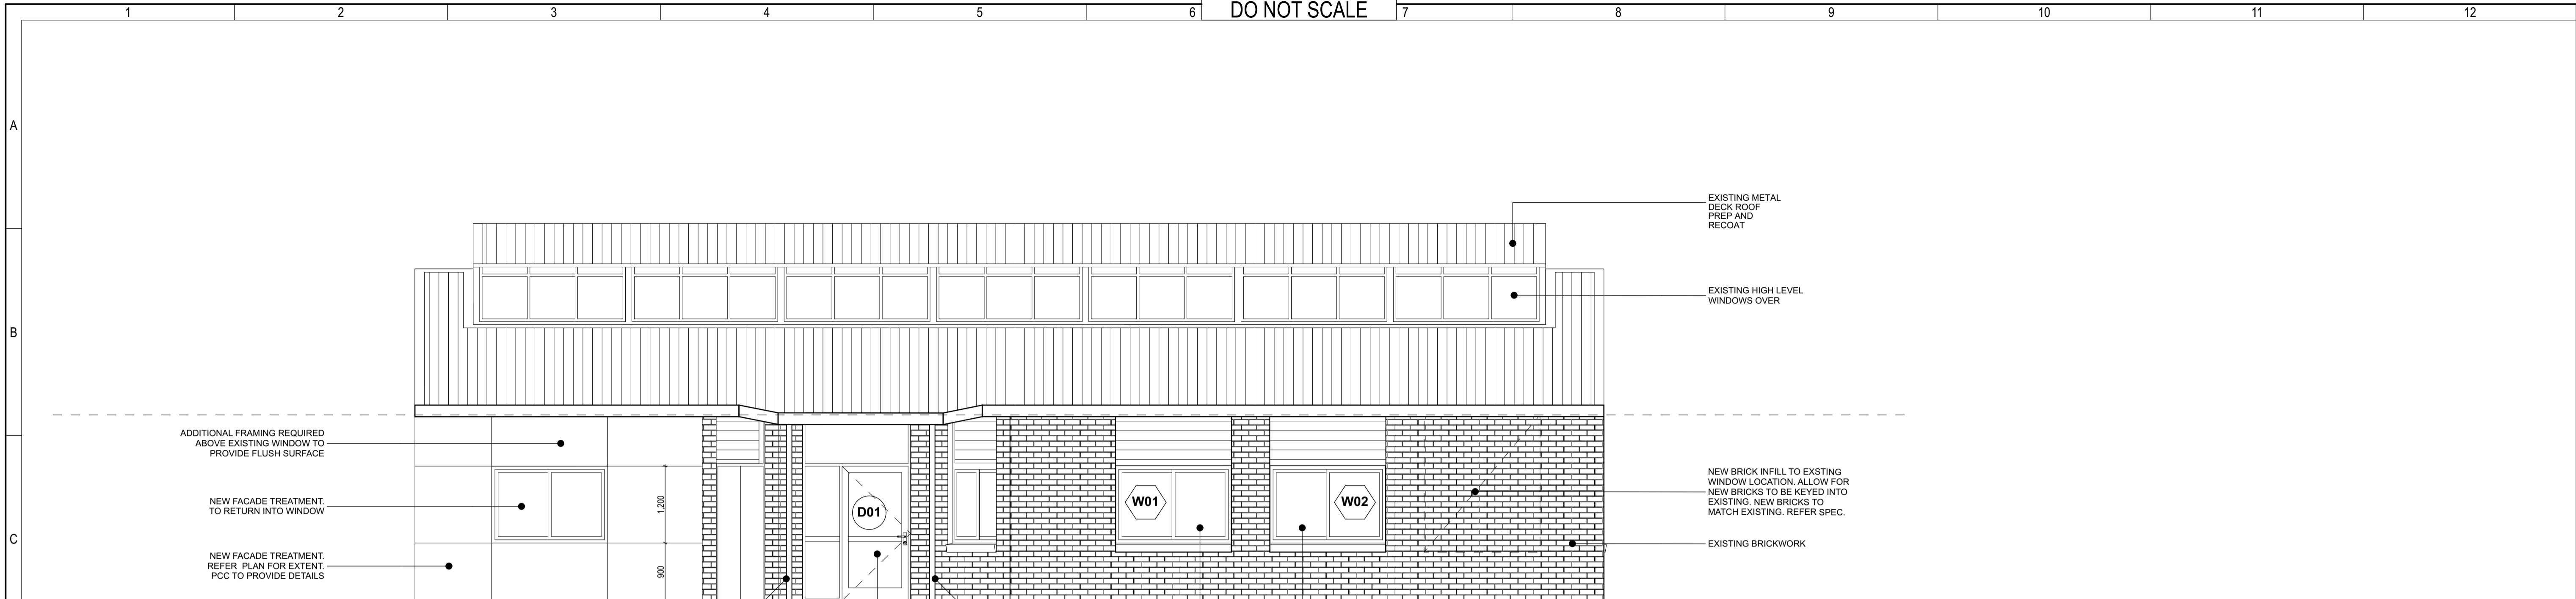 DO NOT SCALE
1 2 3 4 5 6 7 8 9 10 11 12
A
EXISTING METAL
DECK ROOF
PREP AND
RECOAT
EXISTING HIGH LEVEL
WINDOWS OVER
B
ADDITIONAL FRAMING REQUIRED
ABOVE EXISTING WINDOW TO
PROVIDE FLUSH SURFACE
NEW FACADE TREATMENT.
TO RETURN INTO WINDOW
NEW FACADE TREATMENT.
REFER PLAN FOR EXTENT.
PCC TO PROVIDE DETAILS
C
1,200
900
D01
W01
W02
NEW BRICK INFILL TO EXSTING
WINDOW LOCATION. ALLOW FOR
NEW BRICKS TO BE KEYED INTO
EXISTING. NEW BRICKS TO
MATCH EXISTING. REFER SPEC.
EXISTING BRICKWORK